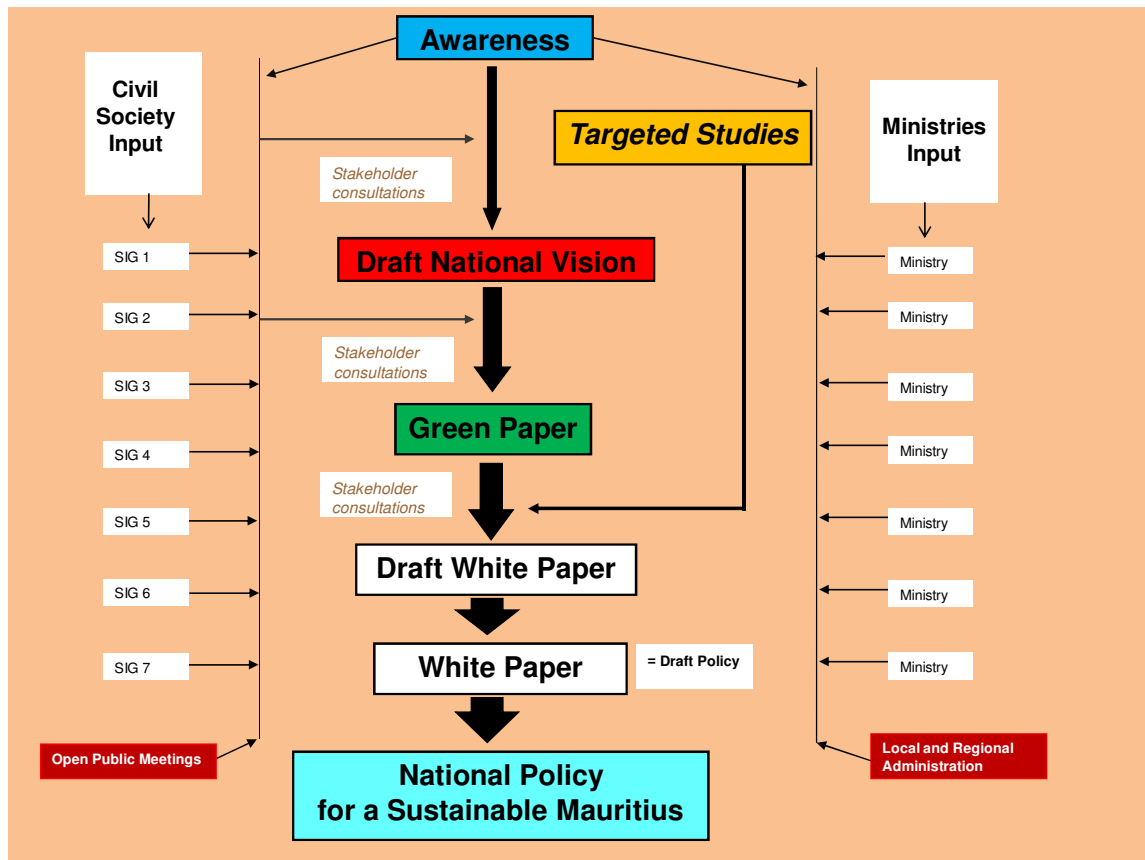 Awareness
Civil
Society
Input
Targeted Studies
Ministries
Input
Stakeholder
consultations
SIG 1
Draft National Vision
Ministry
SIG 2
Ministry
Stakeholder
consultations
SIG 3
Ministry
Green Paper
SIG 4
Ministry
Stakeholder
consultations
SIG 5
Ministry
Draft White Paper
SIG 6
Ministry
White Paper
= Draft Policy
SIG 7
Ministry
Open Public Meetings
Local and Regional
Administration
National Policy
for a Sustainable Mauritius